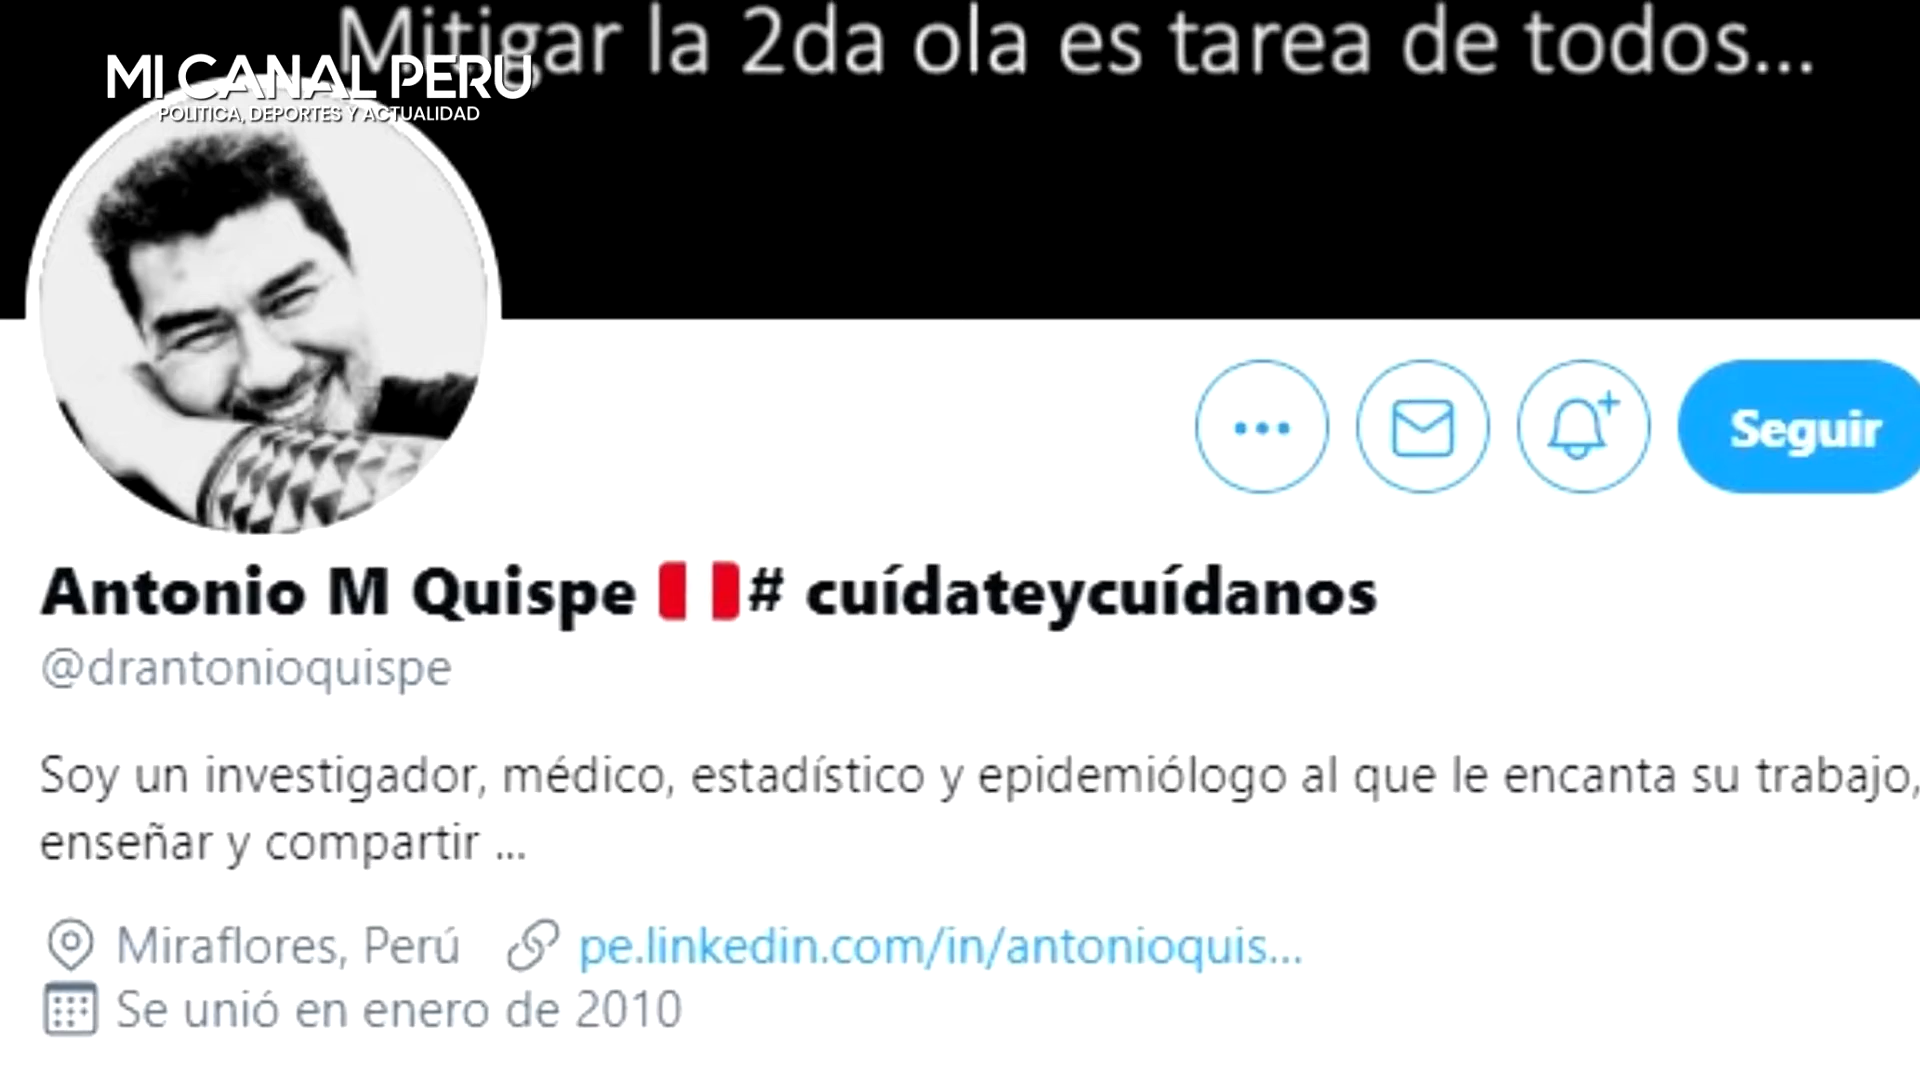 Mitigar la 2da ola es tarea de todos...
MI CANAL PERU
POLITICA, DEPORTES Y ACTUALIDAD
Seguir
Antonio M Quispe 🇵🇪# cuídateycuídanos
@drantonioquispe
Soy un investigador, médico, estadístico y epidemiólogo al que le encanta su trabajo,
enseñar y compartir ...
Miraflores, Perú pe.linkedin.com/in/antonioquis...
Se unió en enero de 2010